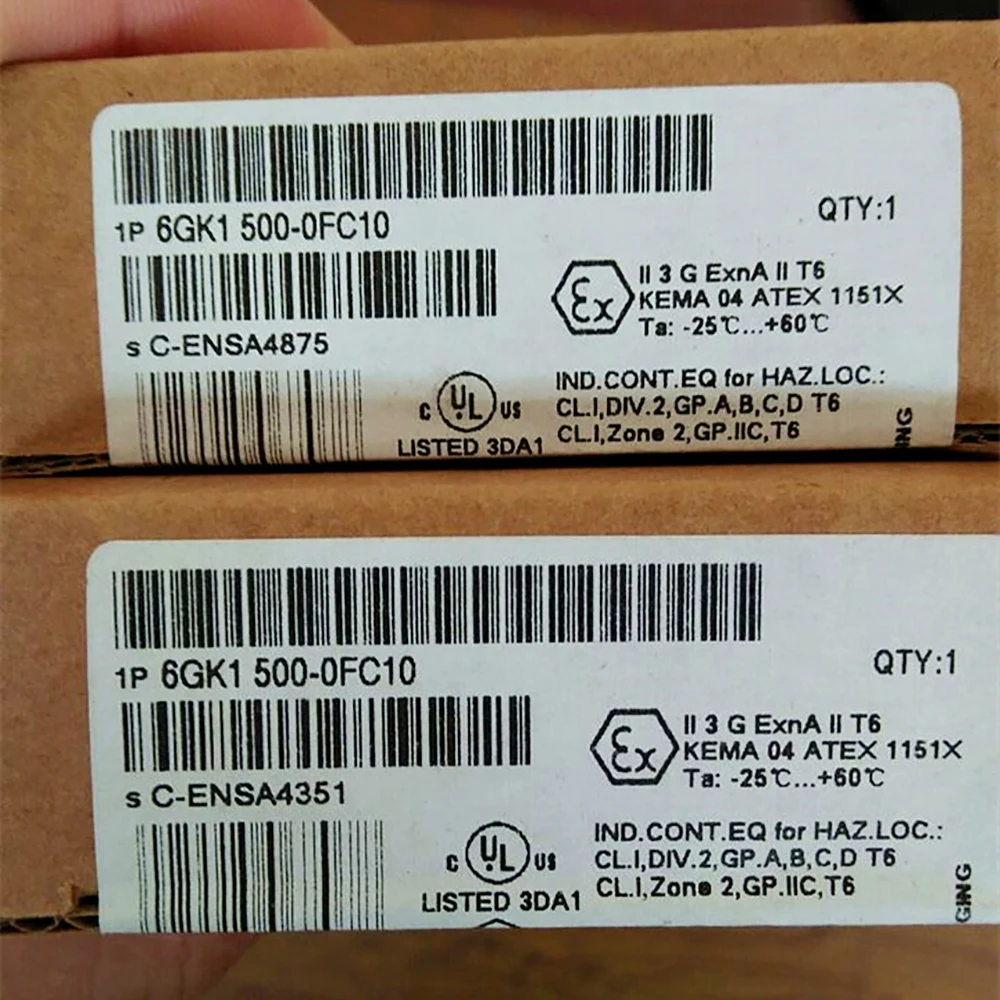 1P 6GK1 500-0FC10
QTY:1
S C-ENSA4875
Ex
II 3 G ExnA II T6
KEMA 04 ATEX 1151X
Ta: -25℃...+60℃
C UL US
LISTED 3DA1
IND.CONT.EQ for HAZ.LOC.:
CL.I,DIV.2,GP.A,B,C,D T6
CL.I,Zone 2,GP.IIC,T6
1P 6GK1 500-0FC10
QTY:1
S C-ENSA4351
Ex
II 3 G ExnA II T6
KEMA 04 ATEX 1151X
Ta: -25℃...+60℃
C UL US
LISTED 3DA1
IND.CONT.EQ for HAZ.LOC.:
CL.I,DIV.2,GP.A,B,C,D T6
CL.I,Zone 2,GP.IIC,T6